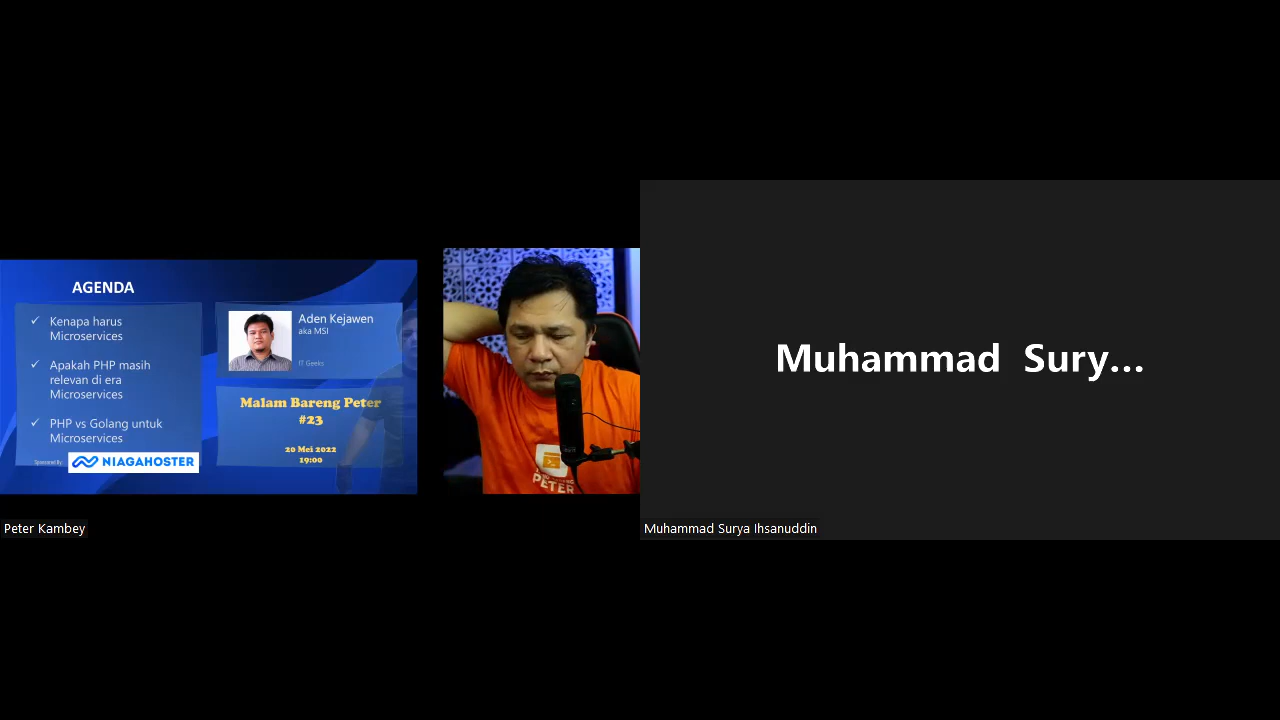 AGENDA
✓ Kenapa harus
Microservices
✓ Apakah PHP masih
relevan di era
Microservices
✓ PHP vs Golang untuk
Microservices
Sponsored By:
NIAGAHOSTER
Aden Kejawen
aka MSI
IT Geeks
Malam Bareng Peter
#23
20 Mei 2022
19:00
PETER
Peter Kambey
Muhammad Sury...
Muhammad Surya Ihsanuddin